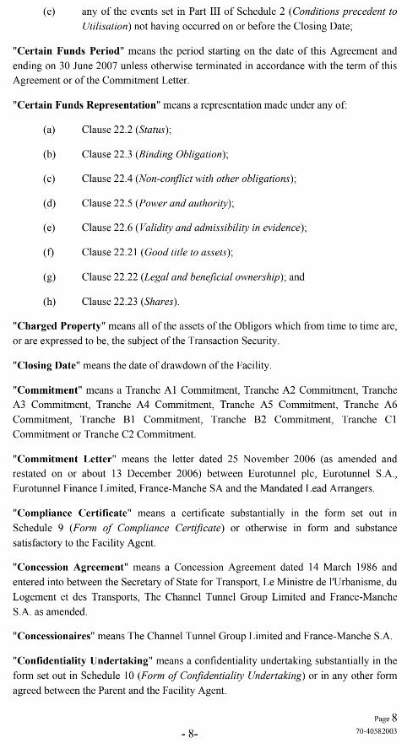 (c) any of the events set in Part III of Schedule 2 (Conditions precedent to
Utilisation) not having occurred on or before the Closing Date;
"Certain Funds Period" means the period starting on the date of this Agreement and
ending on 30 June 2007 unless otherwise terminated in accordance with the term of this
Agreement or of the Commitment Letter.
"Certain Funds Representation" means a representation made under any of:
(a) Clause 22.2 (Status);
(b) Clause 22.3 (Binding Obligation);
(c) Clause 22.4 (Non-conflict with other obligations);
(d) Clause 22.5 (Power and authority);
(e) Clause 22.6 (Validity and admissibility in evidence);
(f) Clause 22.21 (Good title to assets);
(g) Clause 22.22 (Legal and beneficial ownership); and
(h) Clause 22.23 (Shares).
"Charged Property" means all of the assets of the Obligors which from time to time are,
or are expressed to be, the subject of the Transaction Security.
"Closing Date" means the date of drawdown of the Facility.
"Commitment" means a Tranche A1 Commitment, Tranche A2 Commitment, Tranche
A3 Commitment, Tranche A4 Commitment, Tranche A5 Commitment, Tranche A6
Commitment, Tranche B1 Commitment, Tranche B2 Commitment, Tranche C1
Commitment or Tranche C2 Commitment.
"Commitment Letter" means the letter dated 25 November 2006 (as amended and
restated on or about 13 December 2006) between Eurotunnel plc, Eurotunnel S.A.,
Eurotunnel Finance Limited, France-Manche SA and the Mandated Lead Arrangers.
"Compliance Certificate" means a certificate substantially in the form set out in
Schedule 9 (Form of Compliance Certificate) or otherwise in form and substance
satisfactory to the Facility Agent.
"Concession Agreement" means a Concession Agreement dated 14 March 1986 and
entered into between the Secretary of State for Transport, Le Ministre de l'Urbanisme, du
Logement et des Transports, The Channel Tunnel Group Limited and France-Manche
S.A. as amended.
"Concessionaires" means The Channel Tunnel Group Limited and France-Manche S.A.
"Confidentiality Undertaking" means a confidentiality undertaking substantially in the
form set out in Schedule 10 (Form of Confidentiality Undertaking) or in any other form
agreed between the Parent and the Facility Agent.
Page 8
- 8-
70-40582003